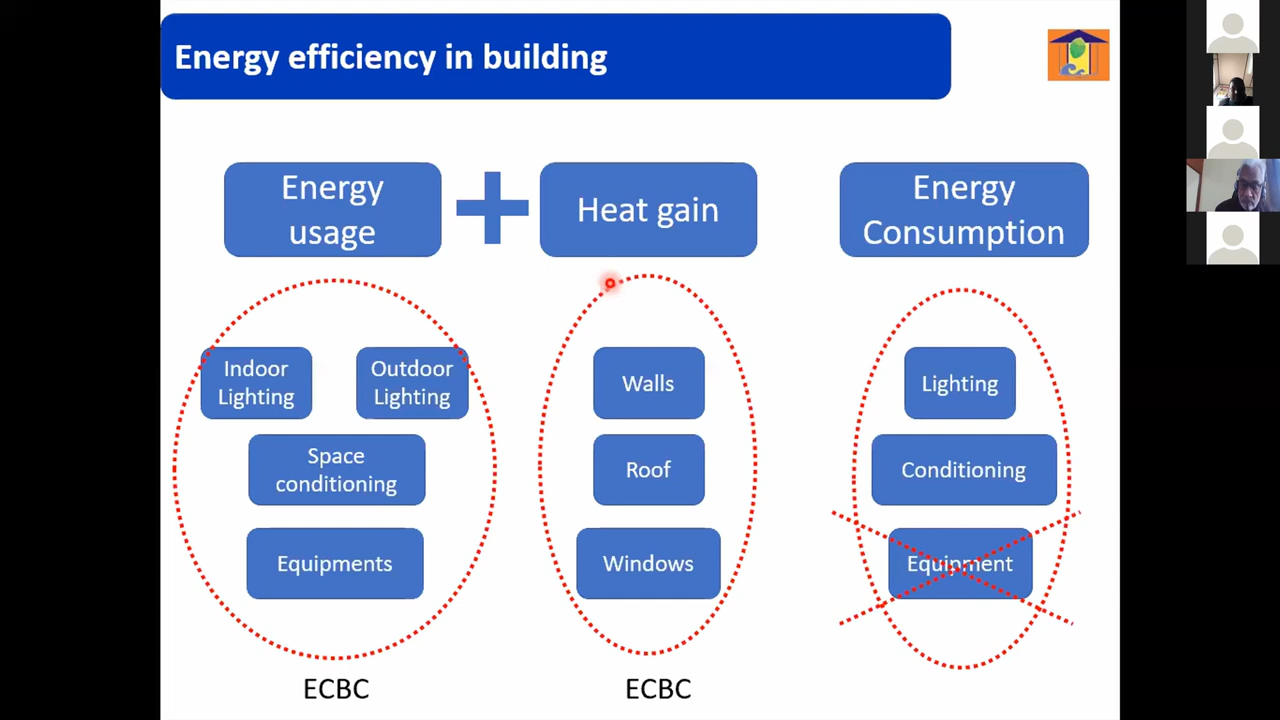 Energy efficiency in building
Energy
usage
Heat gain
Energy
Consumption
Indoor
Lighting
Outdoor
Lighting
Space
conditioning
Equipments
Walls
Roof
Windows
Lighting
Conditioning
Equipment
ECBC
ECBC